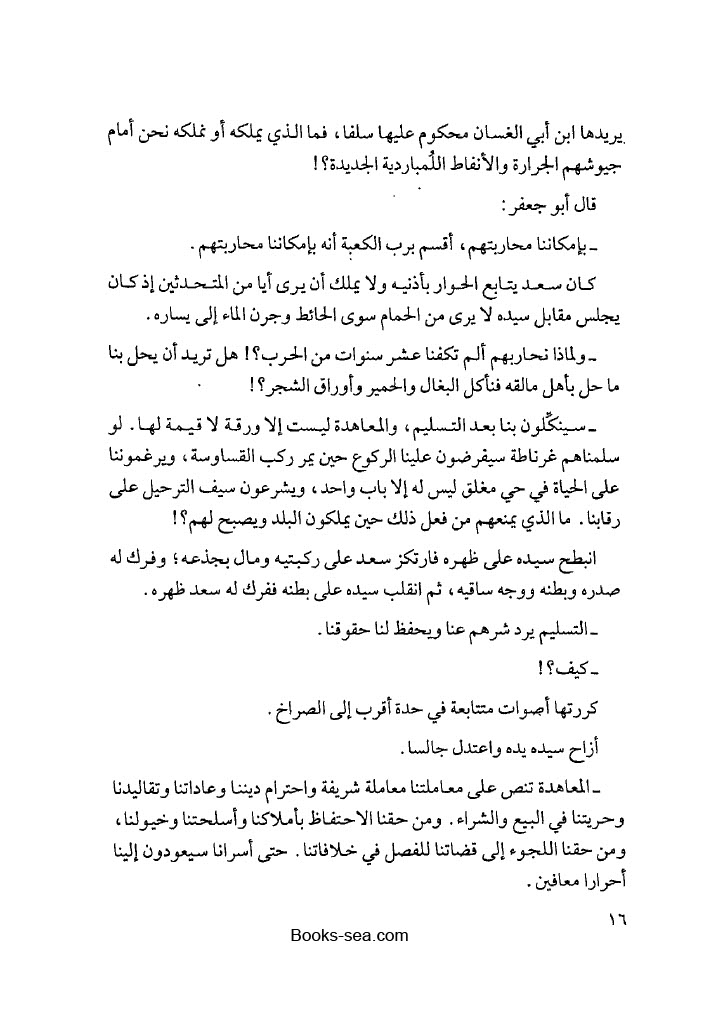 يريدها ابن أبي الغسان محكوم عليها سلفا، فما الذي يملكه أو نملكه نحن أمام
جيوشهم الجرارة والأنفاط اللُمباردية الجديدة؟!
قال أبو جعفر:
ـ بإمكاننا محاربتهم، أقسم برب الكعبة أنه بإمكاننا محاربتهم.
كان سعد يتابع الحوار بأذنيه ولا يملك أن يرى أيا من المتحدثين إذ كان
يجلس مقابل سيده لا يرى من الحمام سوى الحائط وجرن الماء إلى يساره.
ـ ولماذا نحاربهم ألم تكفنا عشر سنوات من الحرب؟! هل تريد أن يحل بنا
ما حل بأهل مالقه فنأكل البغال والحمير وأوراق الشجر؟!
ـ سينكِّلون بنا بعد التسليم، والمعاهدة ليست إلا ورقة لا قيمة لها. لو
سلمناهم غرناطة سيفرضون علينا الركوع حين يمر ركب القساوسة، ويرغموننا
على الحياة في حي مغلق ليس له إلا باب واحد، ويشرعون سيف الترحيل على
رقابنا. ما الذي يمنعهم من فعل ذلك حين يملكون البلد ويصبح لهم؟!
انبطح سيده على ظهره فارتكز سعد على ركبتيه ومال بجذعه؛ وفرك له
صدره وبطنه ووجه ساقيه، ثم انقلب سيده على بطنه ففرك له سعد ظهره.
ـ التسليم يرد شرهم عنا ويحفظ لنا حقوقنا.
ـ كيف؟!
كررتها أصوات متتابعة في حدة أقرب إلى الصراخ.
أزاح سيده يده واعتدل جالسا.
ـ المعاهدة تنص على معاملتنا معاملة شريفة واحترام ديننا وعاداتنا وتقاليدنا
وحريتنا في البيع والشراء. ومن حقنا الاحتفاظ بأملاكنا وأسلحتنا وخيولنا،
ومن حقنا اللجوء إلى قضاتنا للفصل في خلافاتنا. حتى أسرانا سيعودون إلينا
أحرارا معافين.
١٦
Books-sea.com